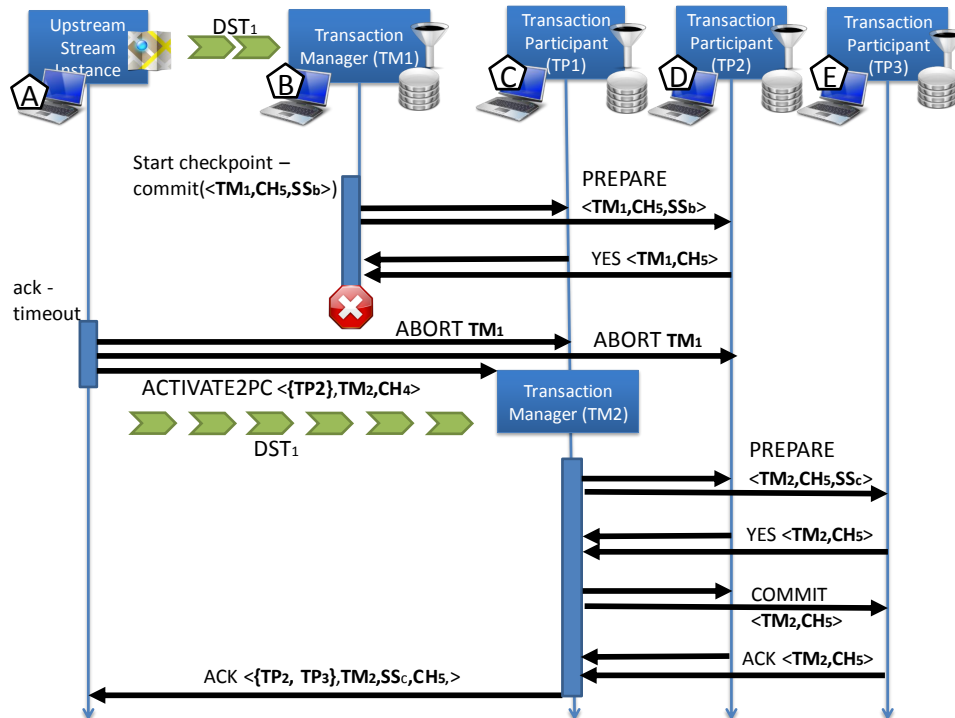 Upstream
Stream
Instance
A
DST1
Transaction
Manager (TM1)
B
Transaction
Participant
(TP1)
C
Transaction
Participant
(TP2)
D
Transaction
Participant
(TP3)
E
Start checkpoint –
commit(<TM1,CH5,SSb>)
PREPARE
<TM1,CH5,SSb>
YES <TM1,CH5>
ack -
timeout
ABORT TM1
ABORT TM1
ACTIVATE2PC <{TP2},TM2,CH4>
DST1
Transaction
Manager (TM2)
PREPARE
<TM2,CH5,SSc>
YES <TM2,CH5>
COMMIT
<TM2,CH5>
ACK <TM2,CH5>
ACK <{TP2, TP3},TM2,SSc,CH5,>